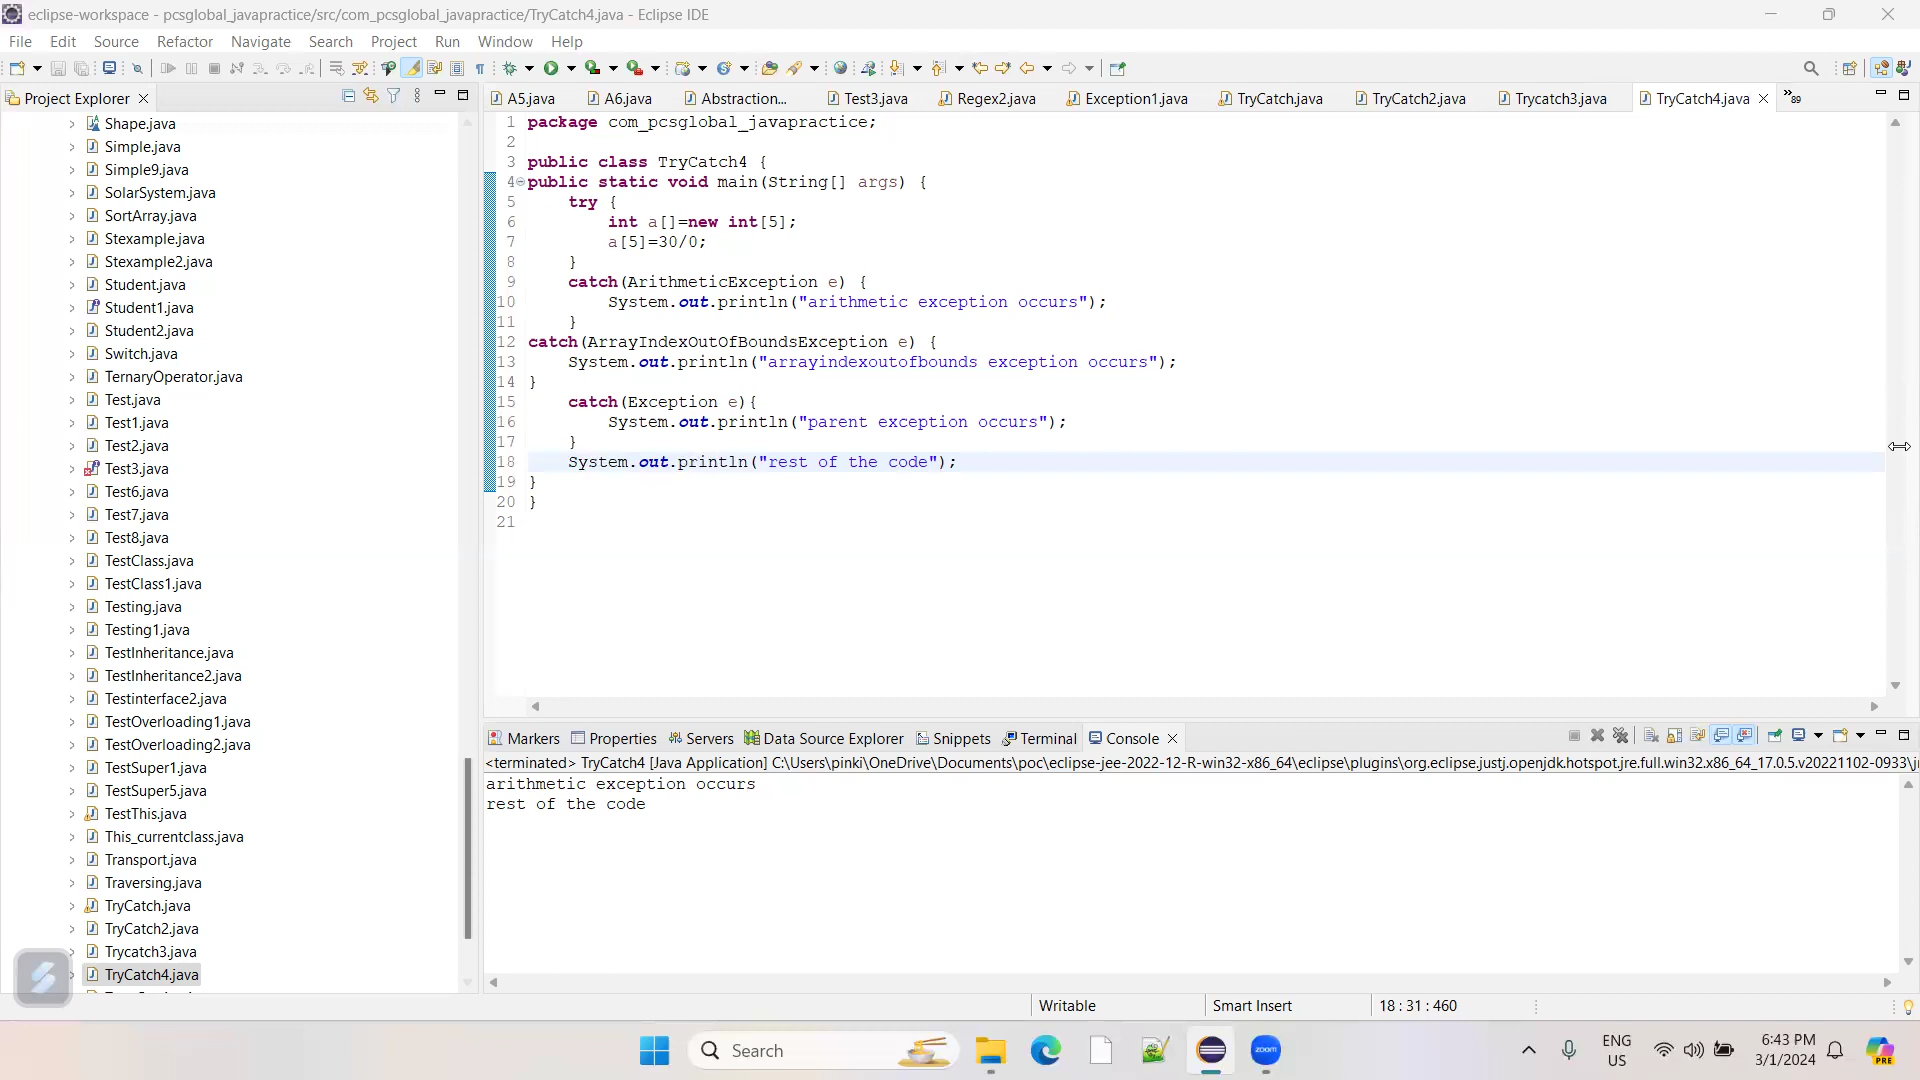 eclipse-workspace - pcsglobal_javapractice/src/com_pcsglobal_javapractice/TryCatch4.java - Eclipse IDE
File Edit Source Refactor Navigate Search Project Run Window Help
Project Explorer
A5.java A6.java Abstraction... Test3.java Regex2.java Exception1.java TryCatch.java TryCatch2.java Trycatch3.java TryCatch4.java »89
Shape.java
Simple.java
Simple9.java
SolarSystem.java
SortArray.java
Stexample.java
Stexample2.java
Student.java
Student1.java
Student2.java
Switch.java
TernaryOperator.java
Test.java
Test1.java
Test2.java
Test3.java
Test6.java
Test7.java
Test8.java
TestClass.java
TestClass1.java
Testing.java
Testing1.java
TestInheritance.java
TestInheritance2.java
Testinterface2.java
TestOverloading1.java
TestOverloading2.java
TestSuper1.java
TestSuper5.java
TestThis.java
This_currentclass.java
Transport.java
Traversing.java
TryCatch.java
TryCatch2.java
Trycatch3.java
TryCatch4.java
1 package com_pcsglobal_javapractice;
2
3 public class TryCatch4 {
4 public static void main(String[] args) {
5 try {
6 int a[]=new int[5];
7 a[5]=30/0;
8 }
9 catch(ArithmeticException e) {
10 System.out.println("arithmetic exception occurs");
11 }
12 catch(ArrayIndexOutOfBoundsException e) {
13 System.out.println("arrayindexoutofbounds exception occurs");
14 }
15 catch(Exception e){
16 System.out.println("parent exception occurs");
17 }
18 System.out.println("rest of the code");
19 }
20 }
21
Markers Properties Servers Data Source Explorer Snippets Terminal Console
<terminated> TryCatch4 [Java Application] C:\Users\pinki\OneDrive\Documents\poc\eclipse-jee-2022-12-R-win32-x86_64\eclipse\plugins\org.eclipse.justj.openjdk.hotspot.jre.full.win32.x86_64_17.0.5.v20221102-0933\j
arithmetic exception occurs
rest of the code
Writable Smart Insert 18 : 31 : 460
Search
zoom
ENG
US
6:43 PM
3/1/2024
PRE